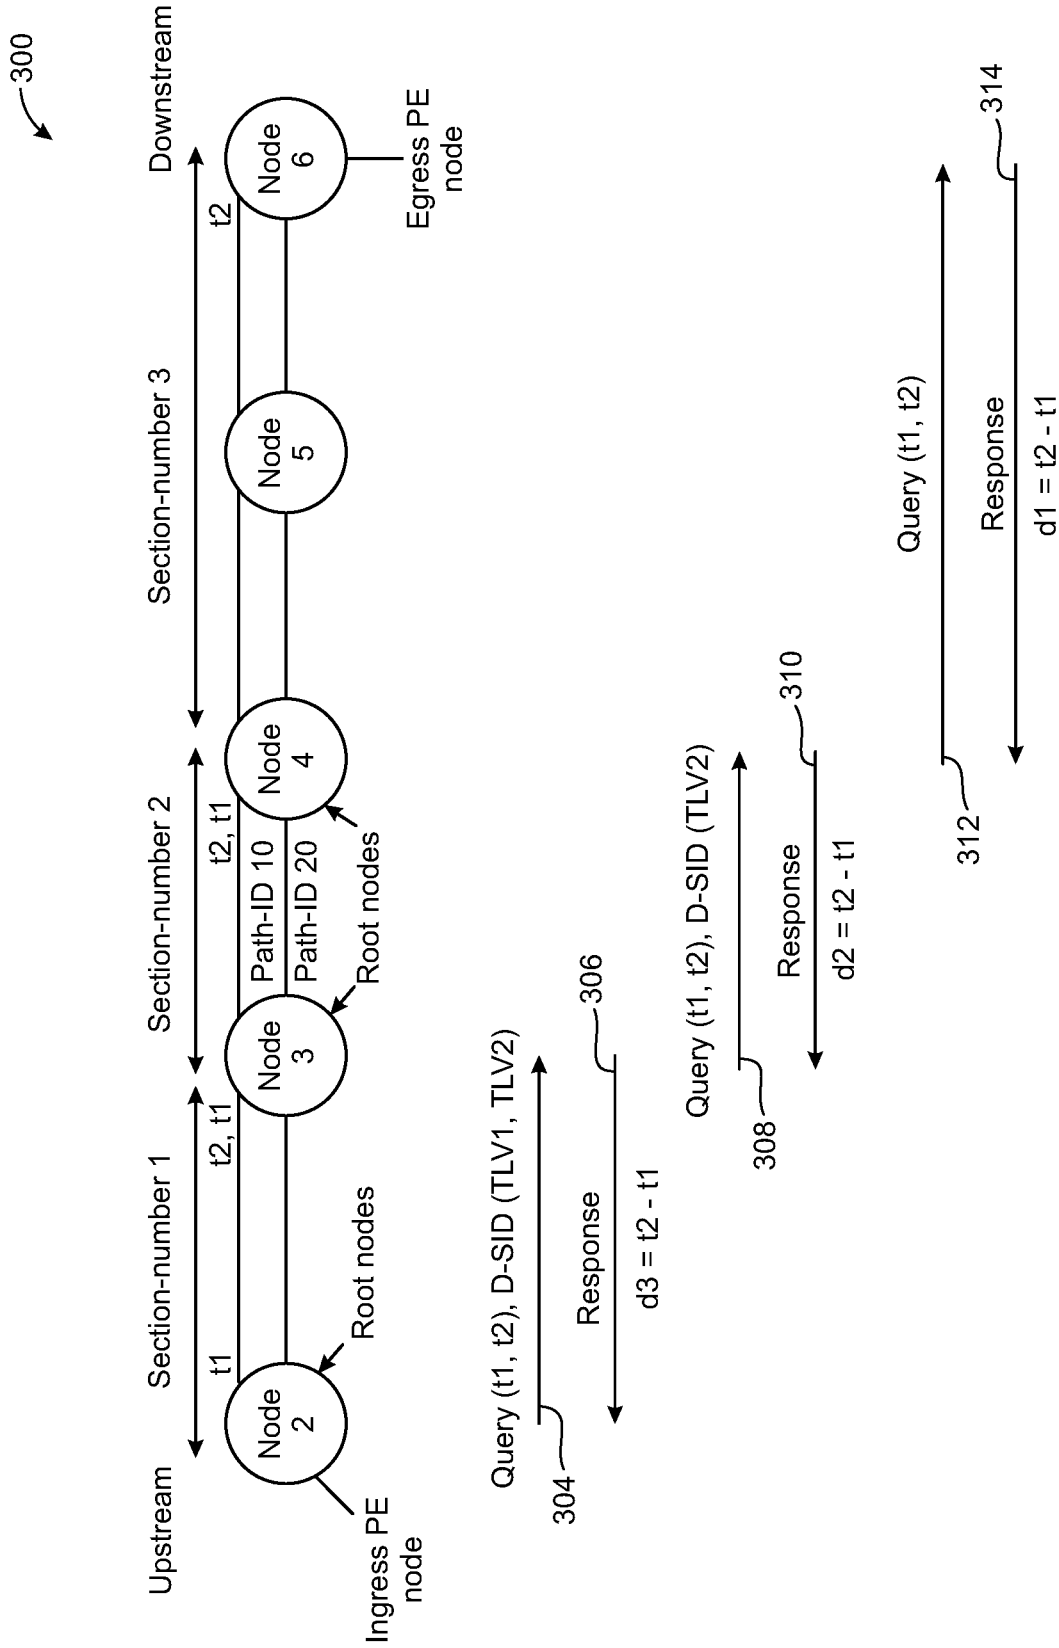 300
Upstream
Section-number 1
Section-number 2
Section-number 3
Downstream
t1
t2, t1
t2, t1
t2
Node
2
Node
3
Path-ID 10
Path-ID 20
Node
4
Node
5
Node
6
Ingress PE
node
Root nodes
Root nodes
Egress PE
node
Query (t1, t2), D-SID (TLV1, TLV2)
304
306
Response
d3 = t2 - t1
Query (t1, t2), D-SID (TLV2)
308
310
Response
d2 = t2 - t1
Query (t1, t2)
312
314
Response
d1 = t2 - t1